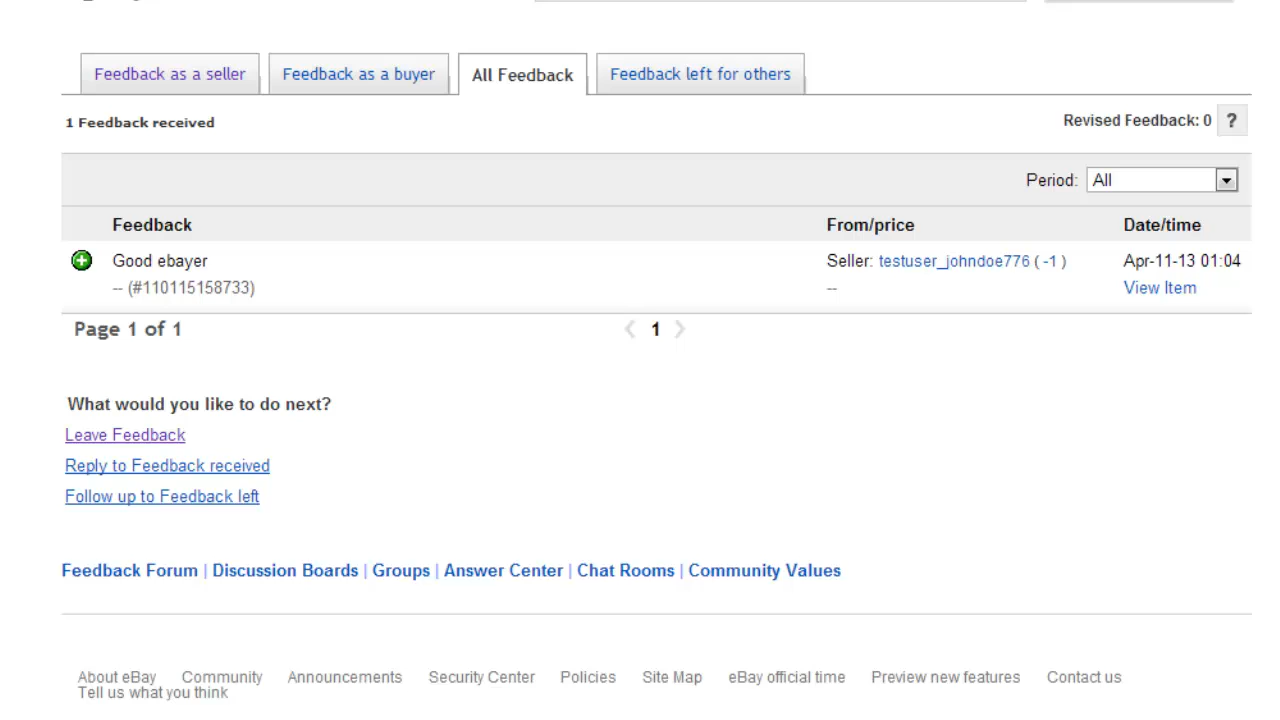 Feedback as a seller Feedback as a buyer All Feedback Feedback left for others
1 Feedback received Revised Feedback: 0 ?
Period: All
Feedback From/price Date/time
Good ebayer Seller: testuser_johndoe776 ( -1 ) Apr-11-13 01:04
-- (#110115158733) -- View Item
Page 1 of 1 1
What would you like to do next?
Leave Feedback
Reply to Feedback received
Follow up to Feedback left
Feedback Forum | Discussion Boards | Groups | Answer Center | Chat Rooms | Community Values
About eBay Community Announcements Security Center Policies Site Map eBay official time Preview new features Contact us
Tell us what you think